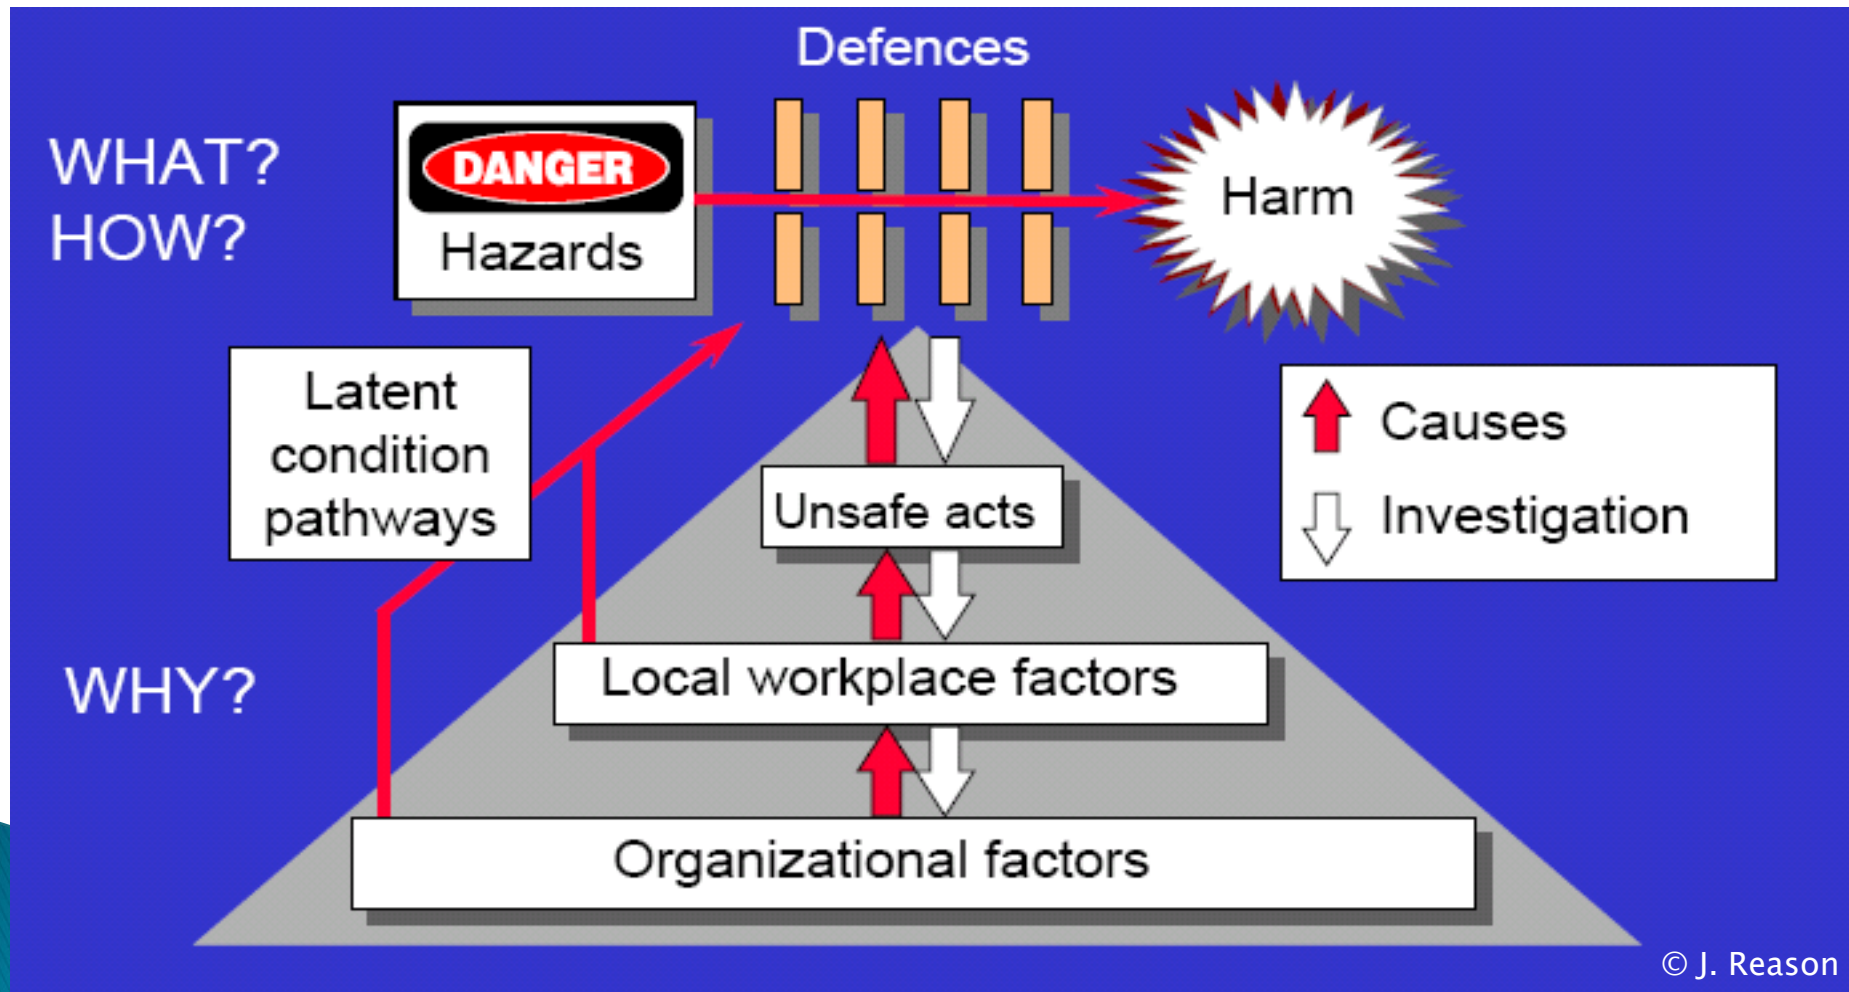 Defences
WHAT?
HOW?
DANGER
Hazards
Harm
Latent
condition
pathways
Causes
Investigation
Unsafe acts
WHY?
Local workplace factors
Organizational factors
© J. Reason